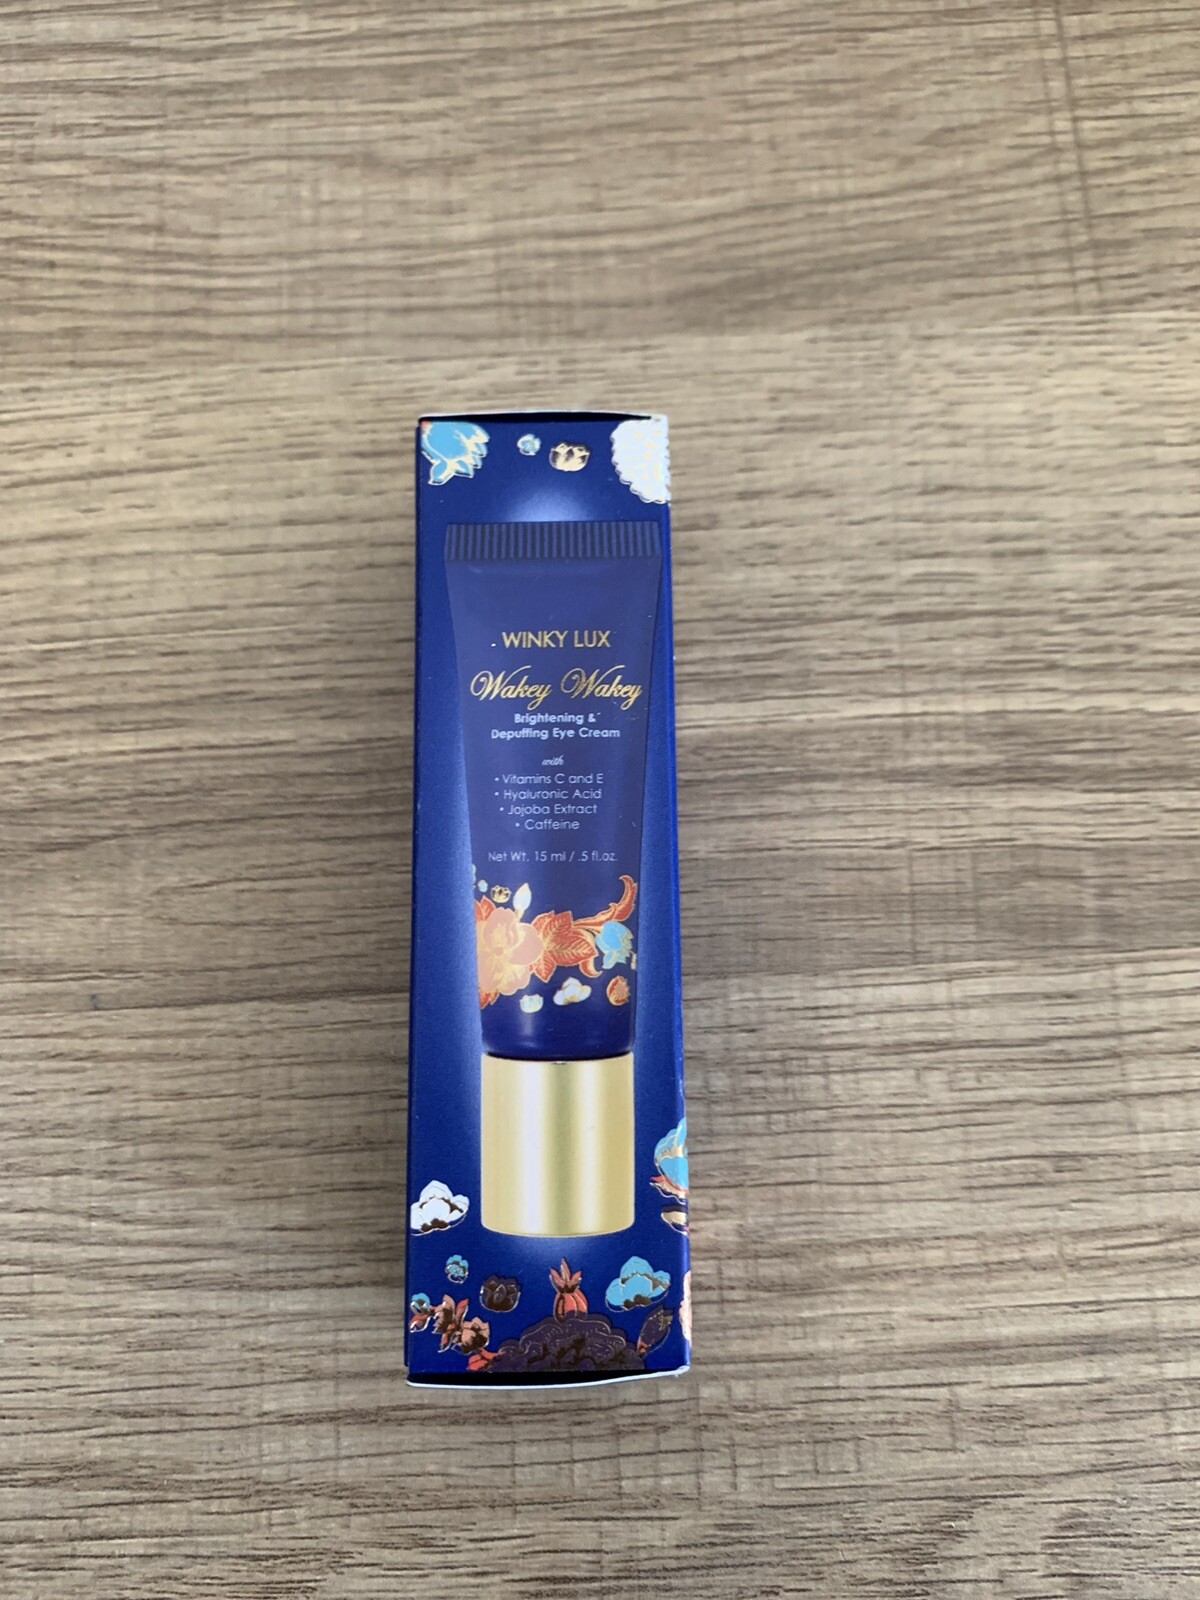 WINKY LUX
Wakey Wakey
Brightening &
Depuffing Eye Cream
with
• Vitamins C and E
• Hyaluronic Acid
• Jojoba Extract
• Caffeine
Net Wt. 15 ml / .5 fl.oz.